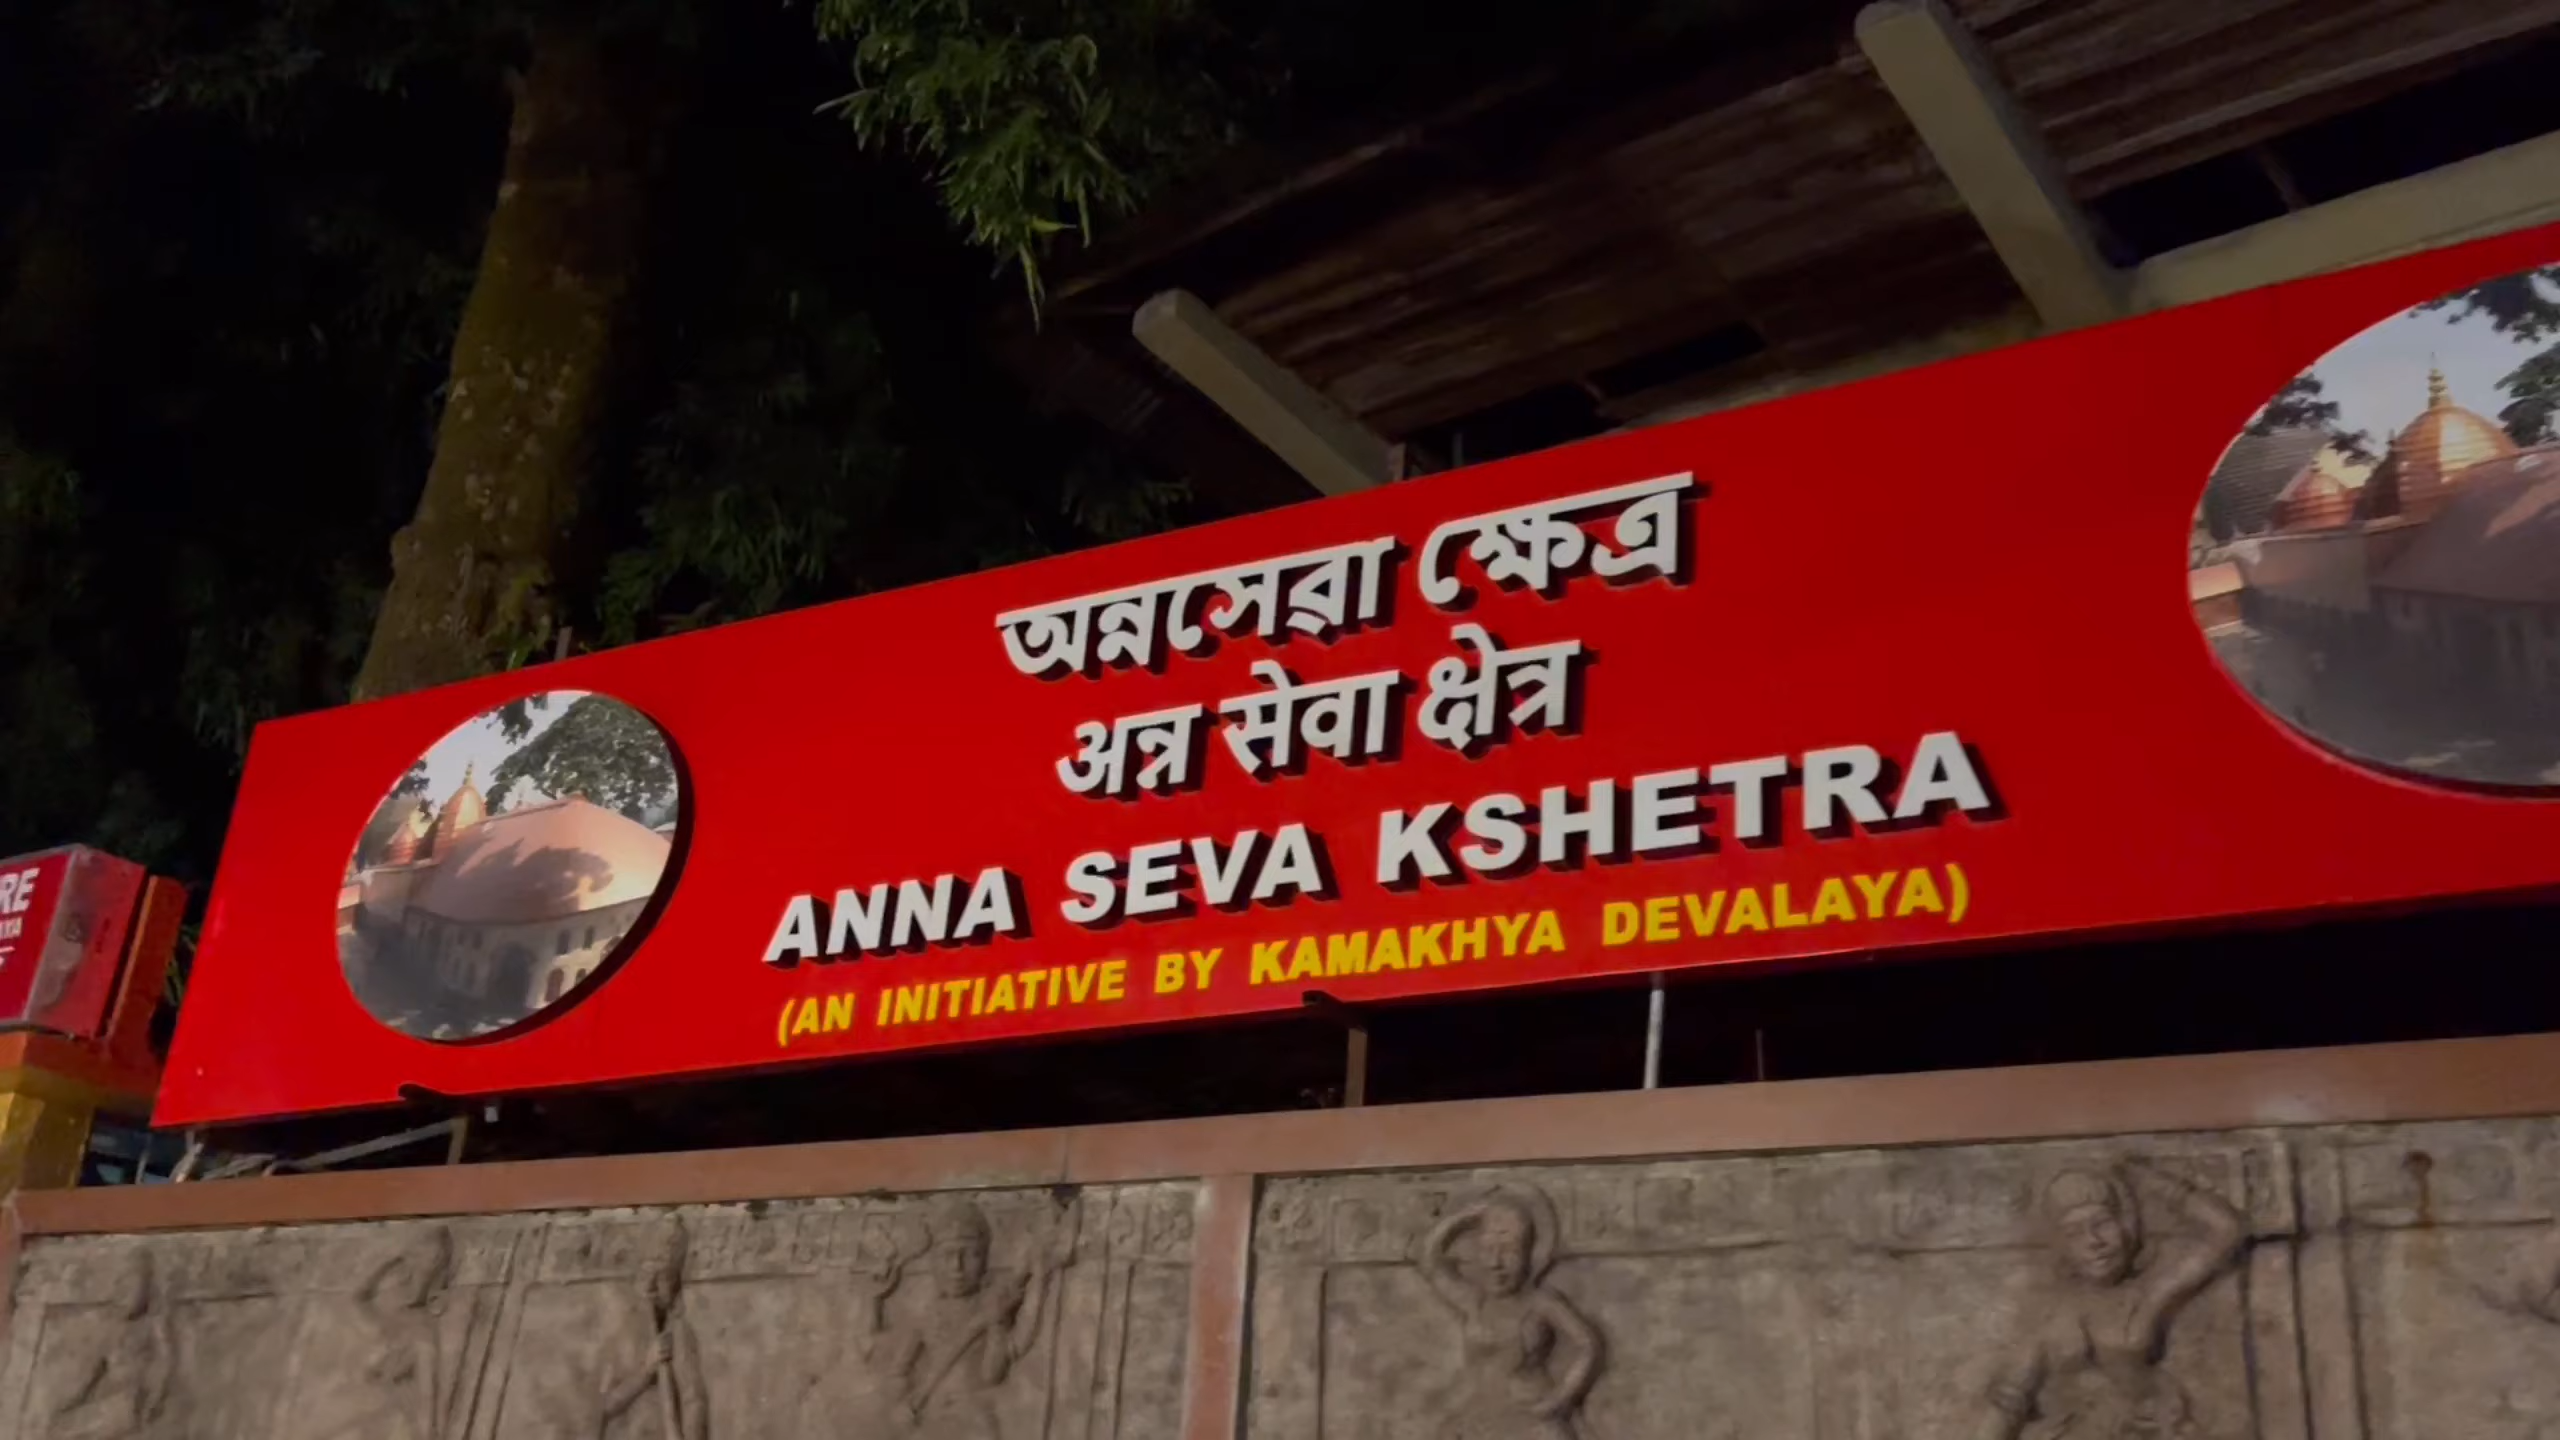 অন্নসেৱা ক্ষেত্ৰ
अन्न सेवा क्षेत्र
ANNA SEVA KSHETRA
(AN INITIATIVE BY KAMAKHYA DEVALAYA)